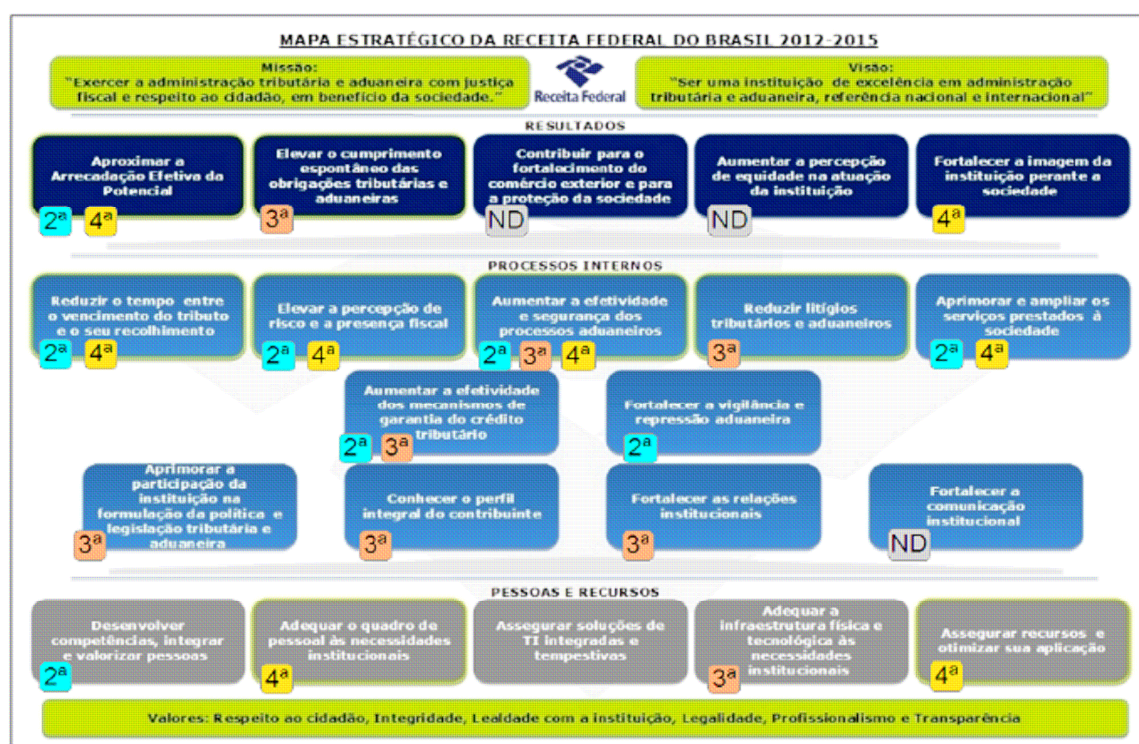 MAPA ESTRATÉGICO DA RECEITA FEDERAL DO BRASIL 2012-2015
Missão:
"Exercer a administração tributária e aduaneira com justiça
fiscal e respeito ao cidadão, em benefício da sociedade."
Receita Federal
Visão:
"Ser uma instituição de excelência em administração
tributária e aduaneira, referência nacional e internacional"
RESULTADOS
Aproximar a
Arrecadação Efetiva da
Potencial
2ª 4ª
Elevar o cumprimento
espontâneo das
obrigações tributárias e
aduaneiras
3ª
Contribuir para o
fortalecimento do
comércio exterior e para
a proteção da sociedade
ND
Aumentar a percepção
de equidade na atuação
da instituição
ND
Fortalecer a imagem da
instituição perante a
sociedade
4ª
PROCESSOS INTERNOS
Reduzir o tempo entre
o vencimento do tributo
e o seu recolhimento
2ª 4ª
Elevar a percepção de
risco e a presença fiscal
2ª 4ª
Aumentar a efetividade
e segurança dos
processos aduaneiros
2ª 3ª 4ª
Reduzir litígios
tributários e aduaneiros
3ª
Aprimorar e ampliar os
serviços prestados à
sociedade
2ª 4ª
Aumentar a efetividade
dos mecanismos de
garantia do crédito
tributário
2ª 3ª
Fortalecer a vigilância e
repressão aduaneira
2ª
Aprimorar a
participação da
instituição na
formulação da política e
legislação tributária e
aduaneira
3ª
Conhecer o perfil
integral do contribuinte
3ª
Fortalecer as relações
institucionais
3ª
Fortalecer a
comunicação
institucional
ND
PESSOAS E RECURSOS
Desenvolver
competências, integrar
e valorizar pessoas
2ª
Adequar o quadro de
pessoal às necessidades
institucionais
4ª
Assegurar soluções de
TI integradas e
tempestivas
Adequar a
infraestrutura física e
tecnológica às
necessidades
institucionais
3ª
Assegurar recursos e
otimizar sua aplicação
4ª
Valores: Respeito ao cidadão, Integridade, Lealdade com a instituição, Legalidade, Profissionalismo e Transparência